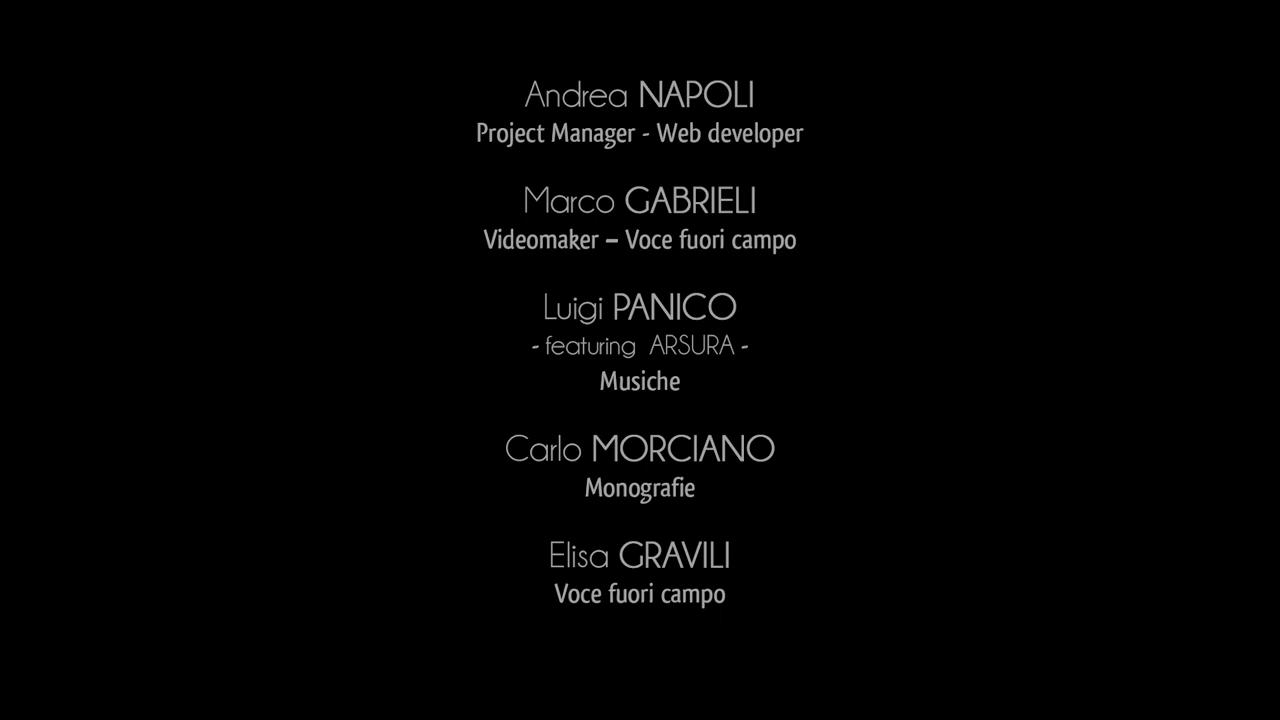 Andrea NAPOLI
Project Manager - Web developer
Marco GABRIELI
Videomaker – Voce fuori campo
Luigi PANICO
- featuring ARSURA -
Musiche
Carlo MORCIANO
Monografie
Elisa GRAVILI
Voce fuori campo